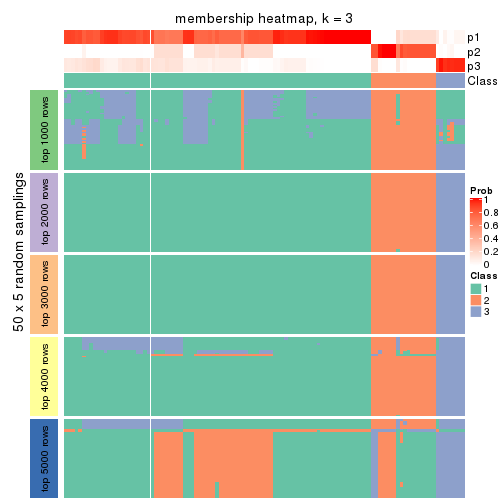 membership heatmap, k = 3
p1
p2
p3
Class
50 x 5 random samplings
top 1000 rows
top 2000 rows
top 3000 rows
top 4000 rows
top 5000 rows
Prob
1
0.8
0.6
0.4
0.2
0
Class
1
2
3